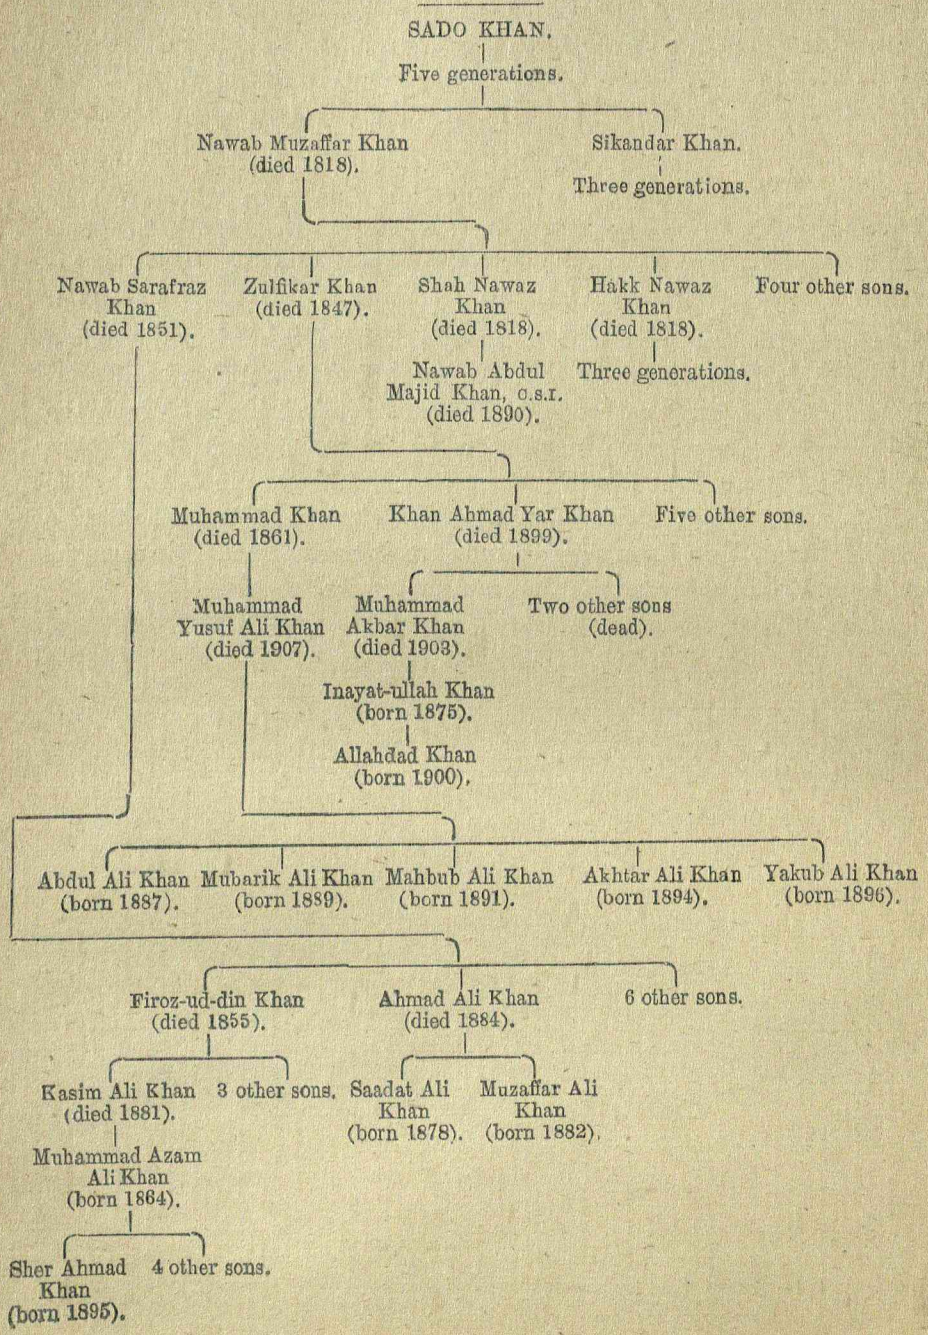 SADO KHAN.
Five generations.
Nawab Muzaffar Khan
(died 1818).
Sikandar Khan.
Three generations.
Nawab Sarafraz
Khan
(died 1851).
Zulfikar Khan
(died 1847).
Shah Nawaz
Khan
(died 1818).
Nawab Abdul
Majid Khan, C.S.I.
(died 1890).
Hakk Nawaz
Khan
(died 1818).
Three generations.
Four other sons.
Muhammad Khan
(died 1861).
Khan Ahmad Yar Khan
(died 1899).
Five other sons.
Muhammad
Yusuf Ali Khan
(died 1907).
Muhammad
Akbar Khan
(died 1903).
Two other sons
(dead).
Inayat-ullah Khan
(born 1875).
Allahdad Khan
(born 1900).
Abdul Ali Khan
(born 1887).
Mubarik Ali Khan
(born 1889).
Mahbub Ali Khan
(born 1891).
Akhtar Ali Khan
(born 1894).
Yakub Ali Khan
(born 1896).
Firoz-ud-din Khan
(died 1855).
Ahmad Ali Khan
(died 1884).
6 other sons.
Kasim Ali Khan
(died 1881).
3 other sons.
Saadat Ali
Khan
(born 1878).
Muzaffar Ali
Khan
(born 1882).
Muhammad Azam
Ali Khan
(born 1864).
Sher Ahmad
Khan
(born 1895).
4 other sons.